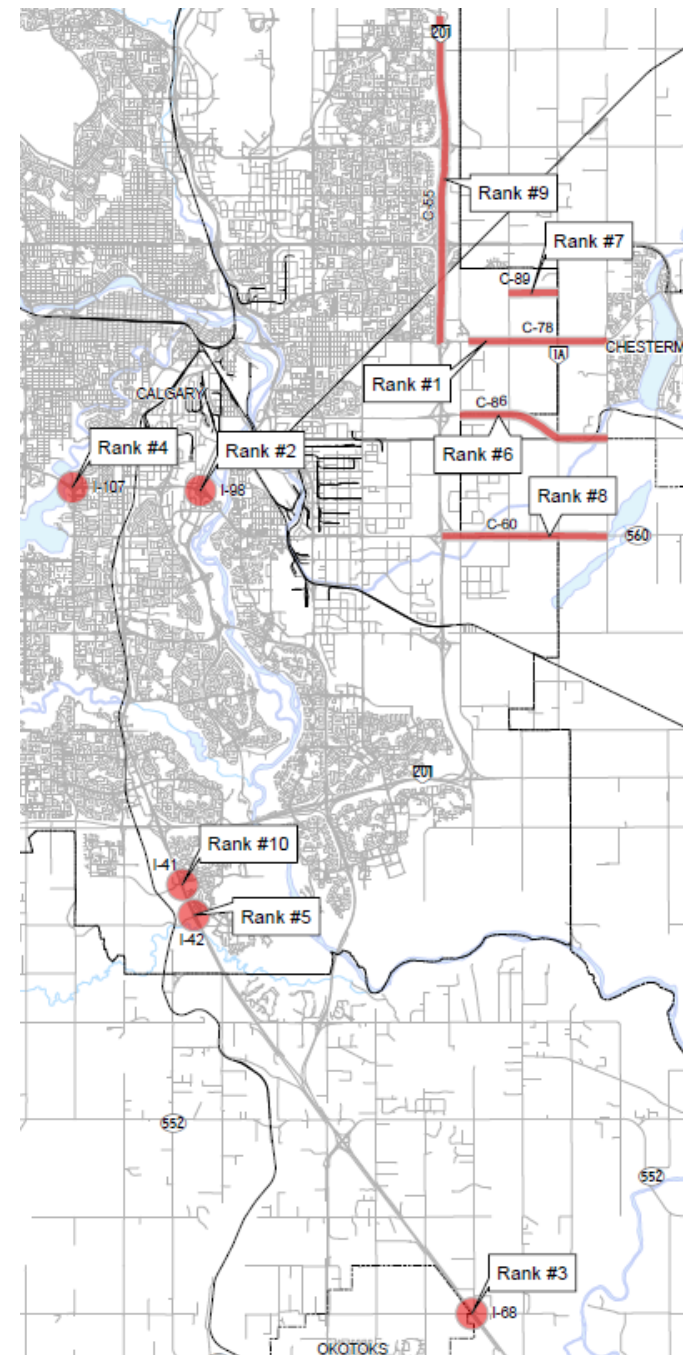 201
C-55
Rank #9
Rank #7
C-89
C-78
1A
CHESTERM
Rank #1
CALGARY
C-86
Rank #4
Rank #2
Rank #6
I-107
I-98
Rank #8
C-60
560
201
Rank #10
I-41
Rank #5
I-42
552
552
Rank #3
I-68
OKOTOKS